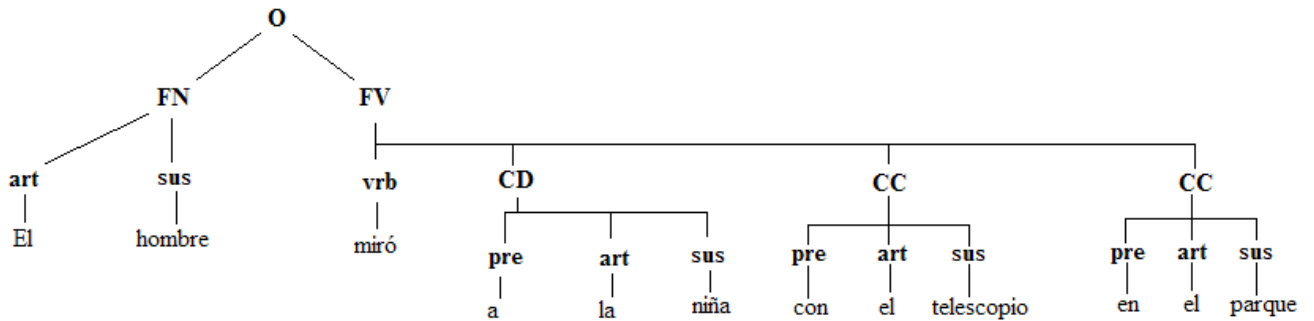 O
FN FV
art sus vrb CD CC CC
El hombre miró
pre art sus pre art sus pre art sus
a la niña con el telescopio en el parque